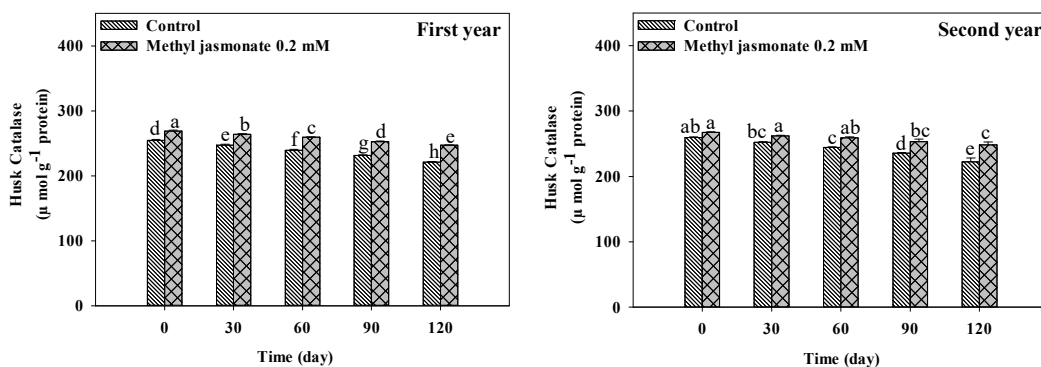 Control
Methyl jasmonate 0.2 mM
First year
400
300
200
100
0
Husk Catalase
(µ mol g-1 protein)
d a e b f c g d h e
0 30 60 90 120
Time (day)
Control
Methyl jasmonate 0.2 mM
Second year
400
300
200
100
0
Husk Catalase
(µ mol g-1 protein)
ab a bc a c ab d bc e c
0 30 60 90 120
Time (day)